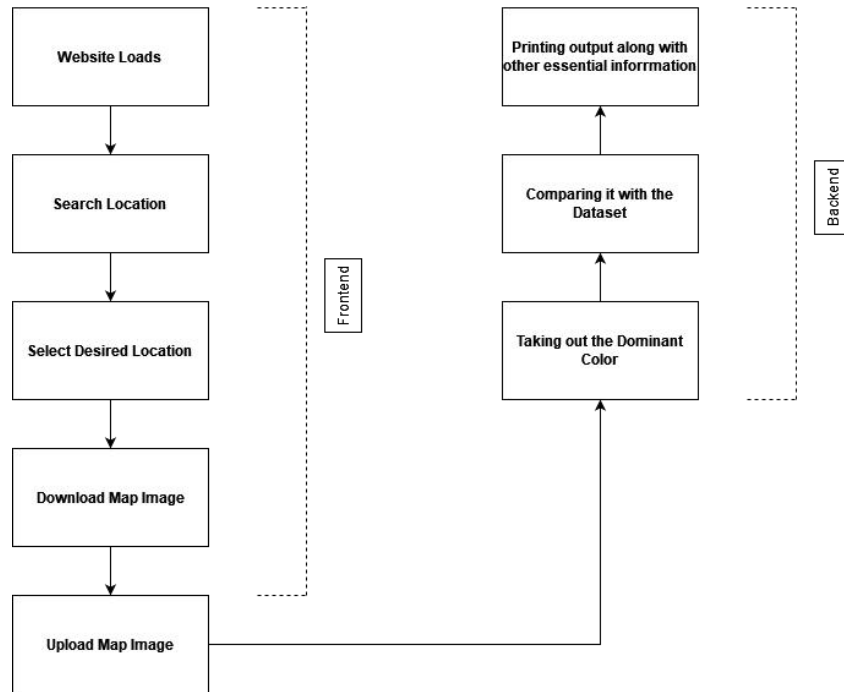 Website Loads
Search Location
Select Desired Location
Download Map Image
Upload Map Image
Frontend
Printing output along with
other essential inforrmation
Comparing it with the
Dataset
Taking out the Dominant
Color
Backend